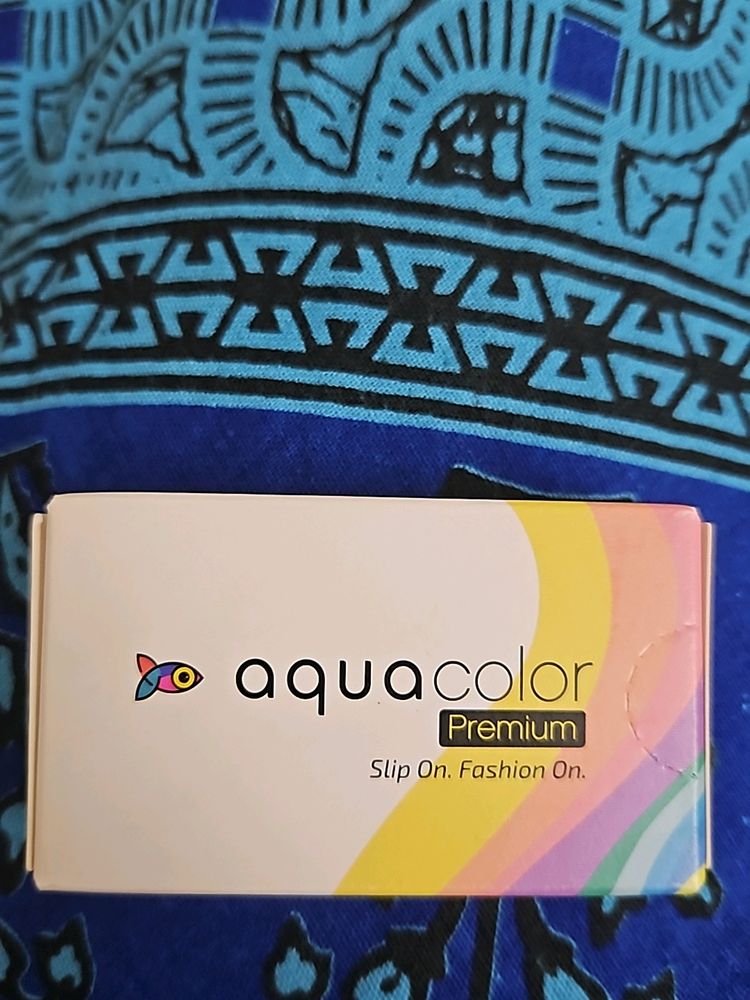 aquacolor
Premium
Slip On. Fashion On.